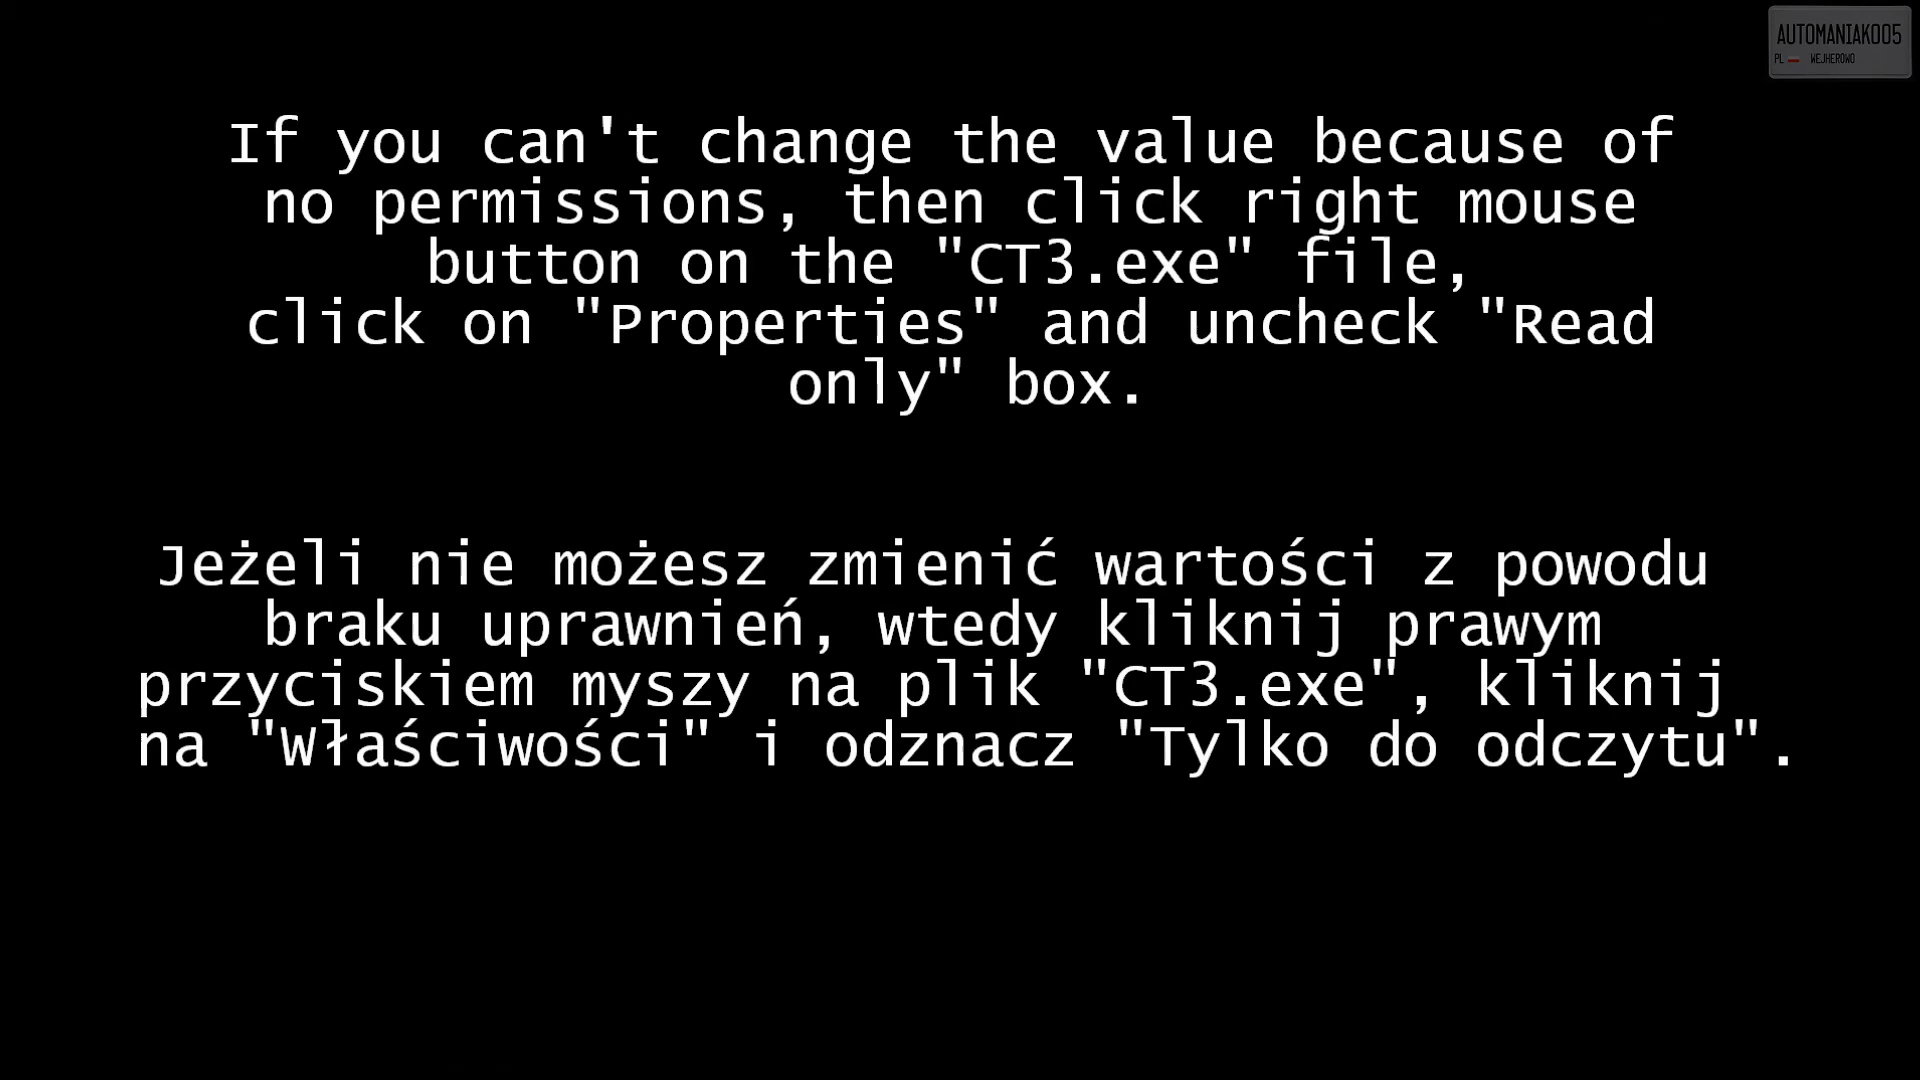 AUTOMANIAK005
PL WEJHEROWO
If you can't change the value because of
no permissions, then click right mouse
button on the "CT3.exe" file,
click on "Properties" and uncheck "Read
only" box.
Jeżeli nie możesz zmienić wartości z powodu
braku uprawnień, wtedy kliknij prawym
przyciskiem myszy na plik "CT3.exe", kliknij
na "Właściwości" i odznacz "Tylko do odczytu".